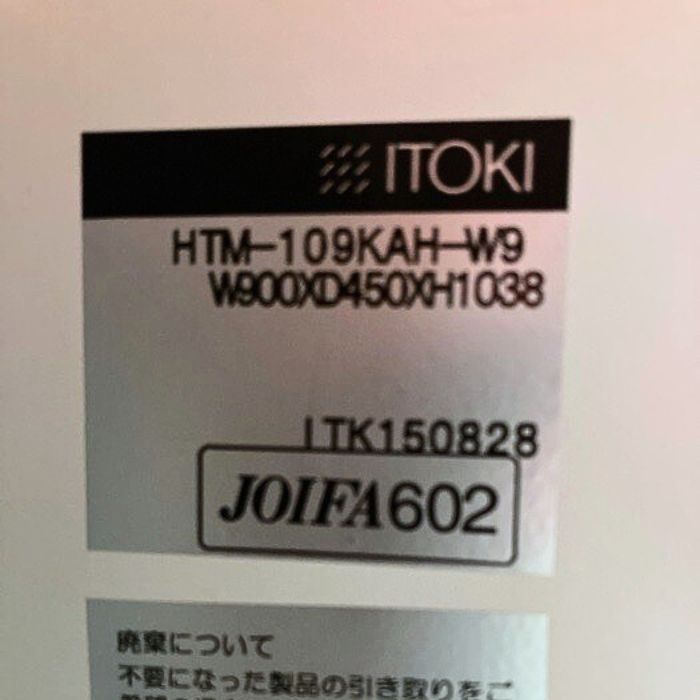 ITOKI
HTM-109KAH-W9
W900XD450XH1038
ITK150828
JOIFA602
廃棄について
不要になった製品の引き取りをご